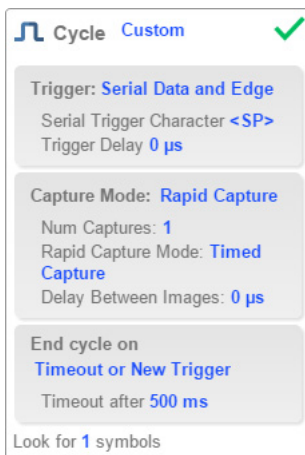 Cycle Custom
Trigger: Serial Data and Edge
Serial Trigger Character <SP>
Trigger Delay 0 µs
Capture Mode: Rapid Capture
Num Captures: 1
Rapid Capture Mode: Timed
Capture
Delay Between Images: 0 µs
End cycle on
Timeout or New Trigger
Timeout after 500 ms
Look for 1 symbols